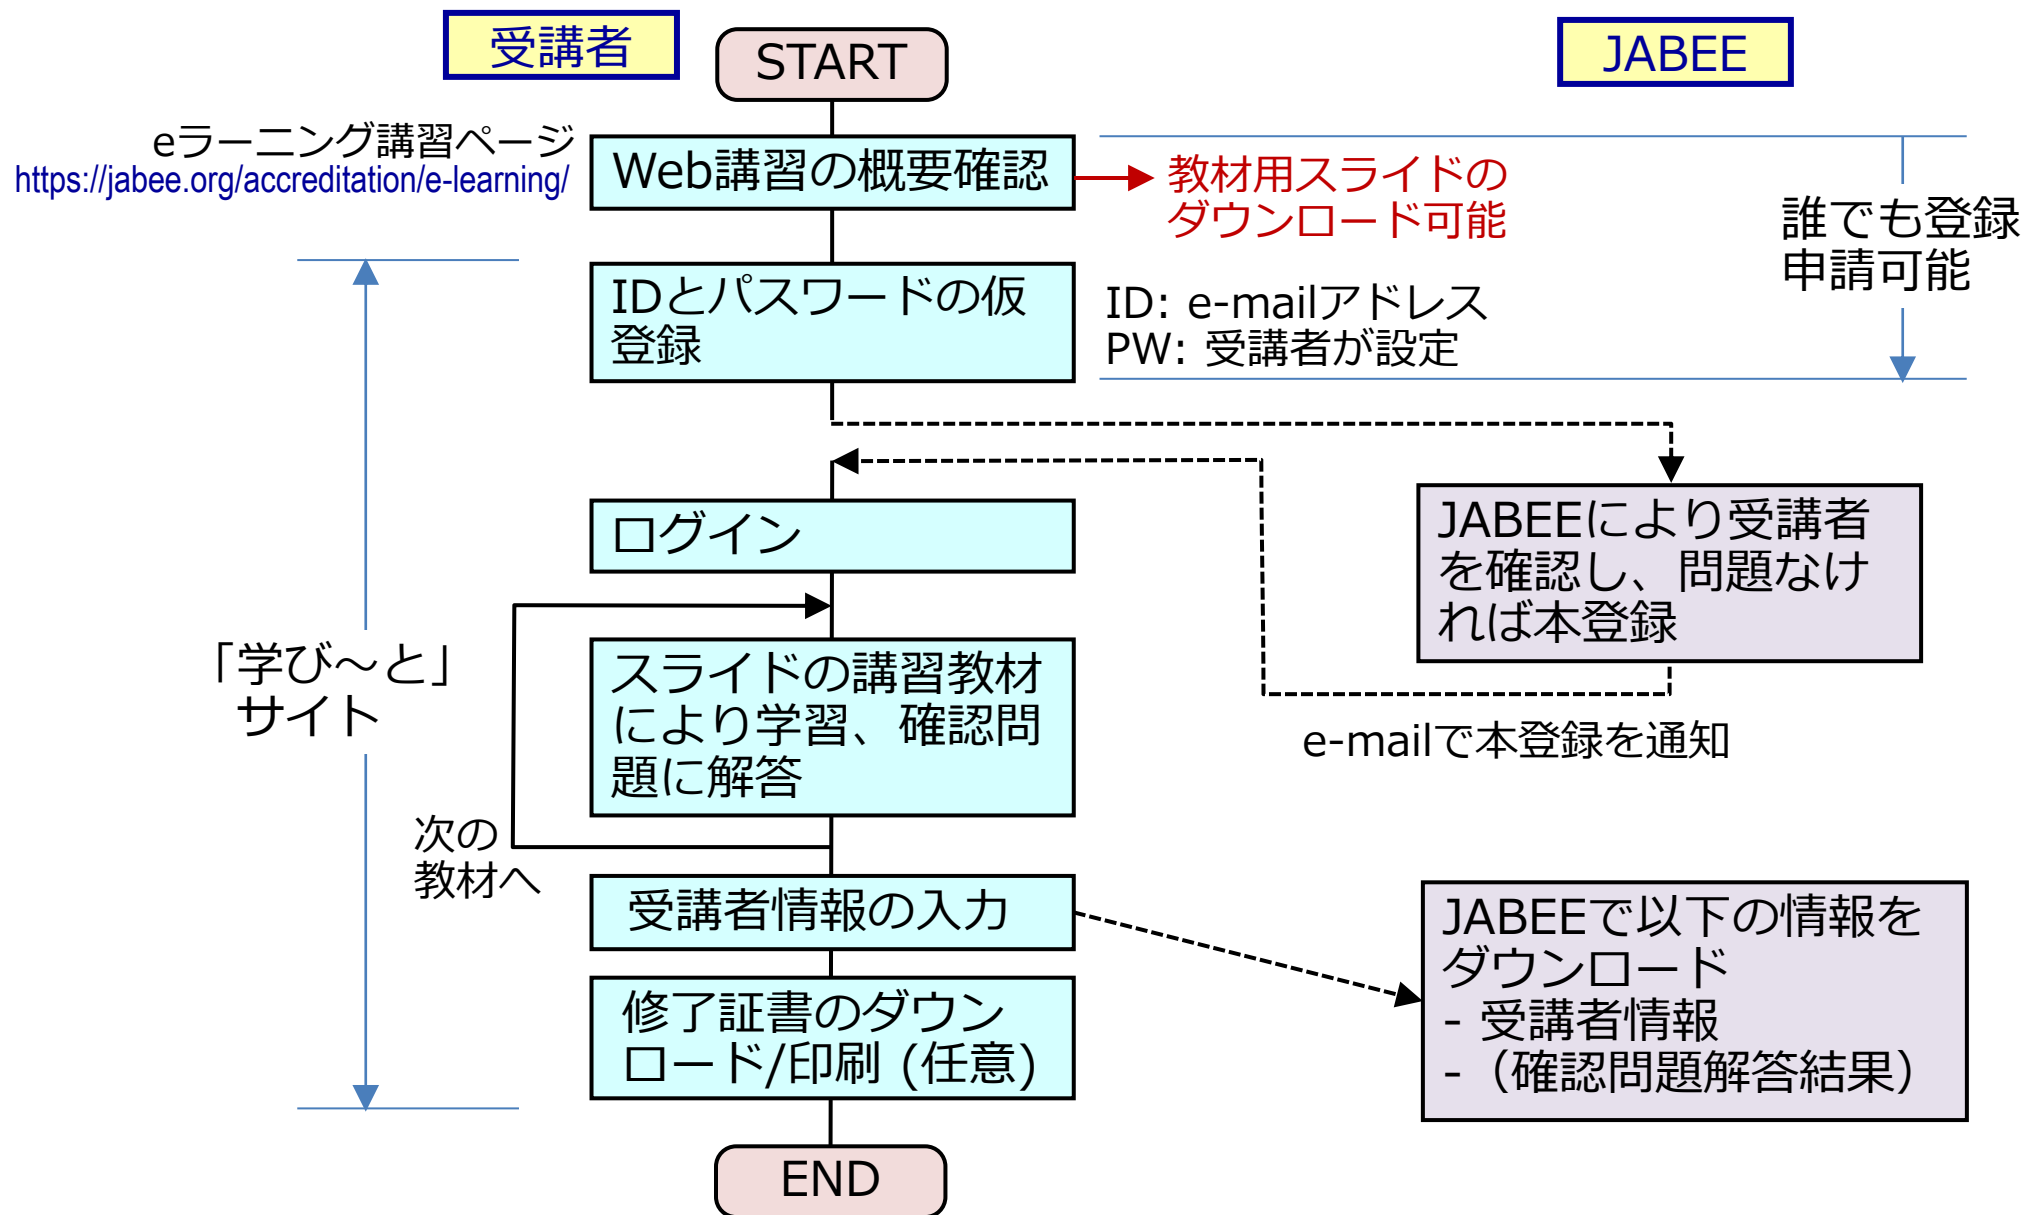 受講者
START
JABEE
eラーニング講習ページ
https://jabee.org/accreditation/e-learning/
Web講習の概要確認
教材用スライドの
ダウンロード可能
誰でも登録
申請可能
IDとパスワードの仮
登録
ID: e-mailアドレス
PW: 受講者が設定
ログイン
JABEEにより受講者
を確認し、問題なけ
れば本登録
「学び～と」
サイト
スライドの講習教材
により学習、確認問
題に解答
e-mailで本登録を通知
次の
教材へ
受講者情報の入力
JABEEで以下の情報を
ダウンロード
- 受講者情報
-（確認問題解答結果）
修了証書のダウン
ロード/印刷 (任意)
END